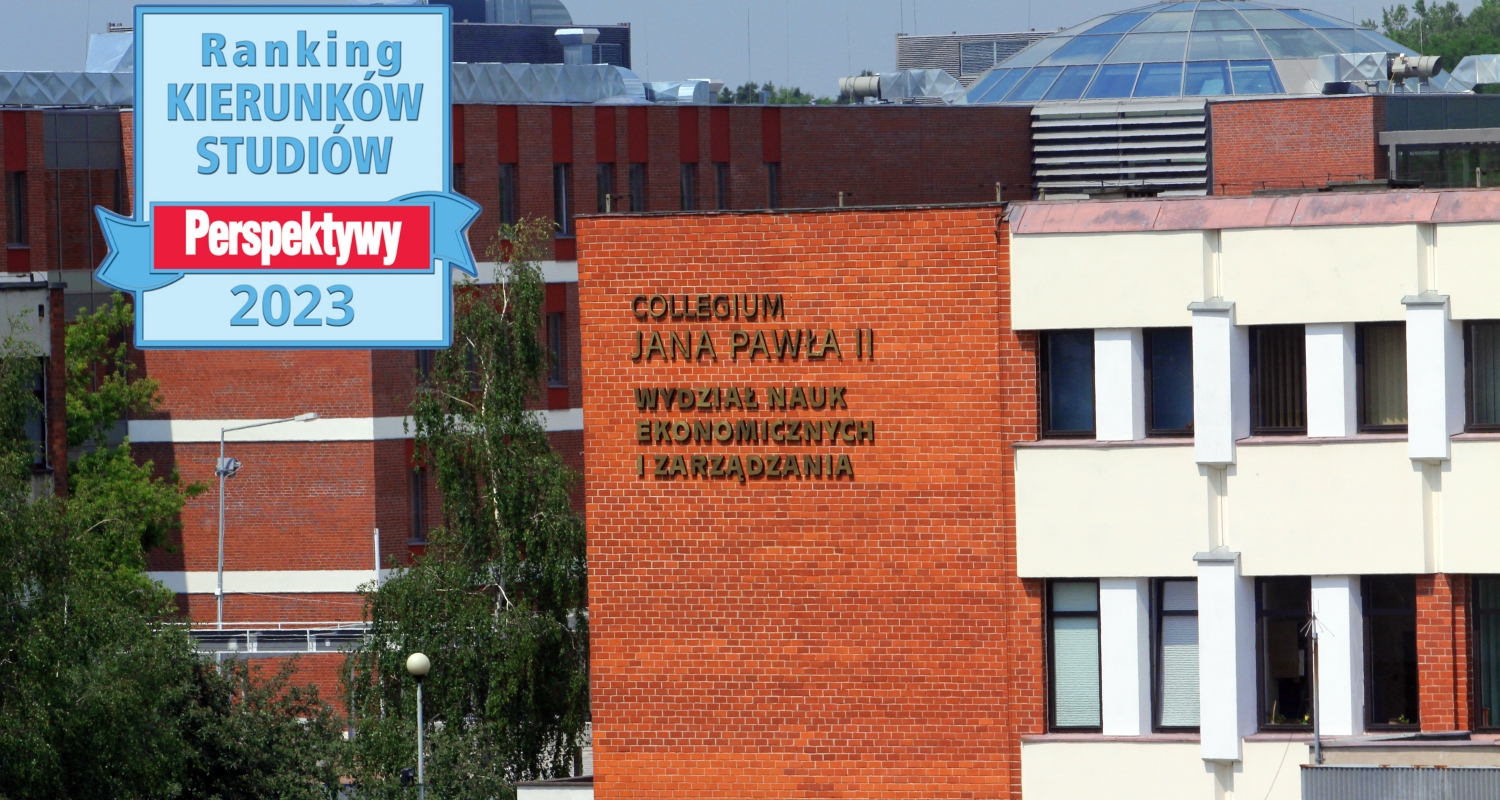 Ranking
KIERUNKÓW
STUDIÓW
Perspektywy
2023
COLLEGIUM
JANA PAWŁA II
WYDZIAŁ NAUK
EKONOMICZNYCH
I ZARZĄDZANIA